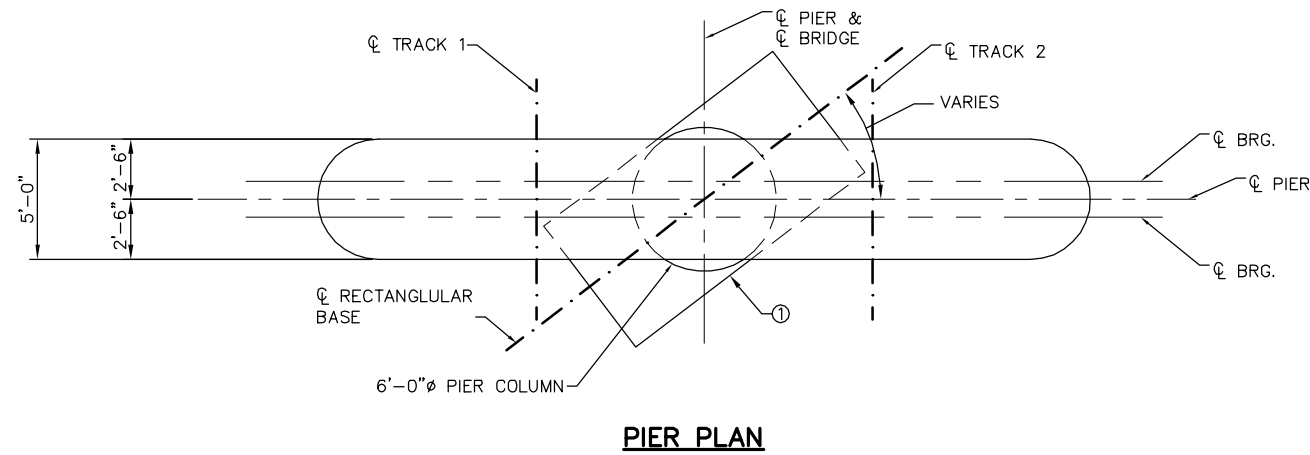 ℄ PIER &
℄ BRIDGE
℄ TRACK 1
℄ TRACK 2
VARIES
℄ BRG.
℄ PIER
℄ BRG.
5'-0"
2'-6"
2'-6"
℄ RECTANGLULAR
BASE
1
6'-0"ø PIER COLUMN
PIER PLAN